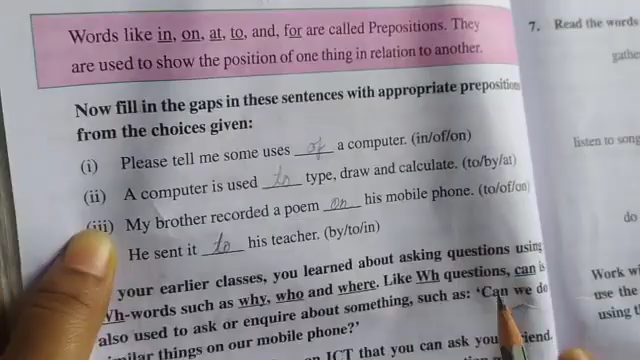 Words like in, on, at, to, and, for are called Prepositions. They
are used to show the position of one thing in relation to another.
Now fill in the gaps in these sentences with appropriate prepositions
from the choices given:
(i) Please tell me some uses of a computer. (in/of/on)
(ii) A computer is used to type, draw and calculate. (to/by/at)
(iii) My brother recorded a poem on his mobile phone. (to/of/on)
He sent it to his teacher. (by/to/in)
your earlier classes, you learned about asking questions using
Wh-words such as why, who and where. Like Wh questions, can is
also used to ask or enquire about something, such as: 'Can we do
similar things on our mobile phone?'
on ICT that you can ask your friend.
7. Read the words
listen to song
do
Work wi
use the
using t